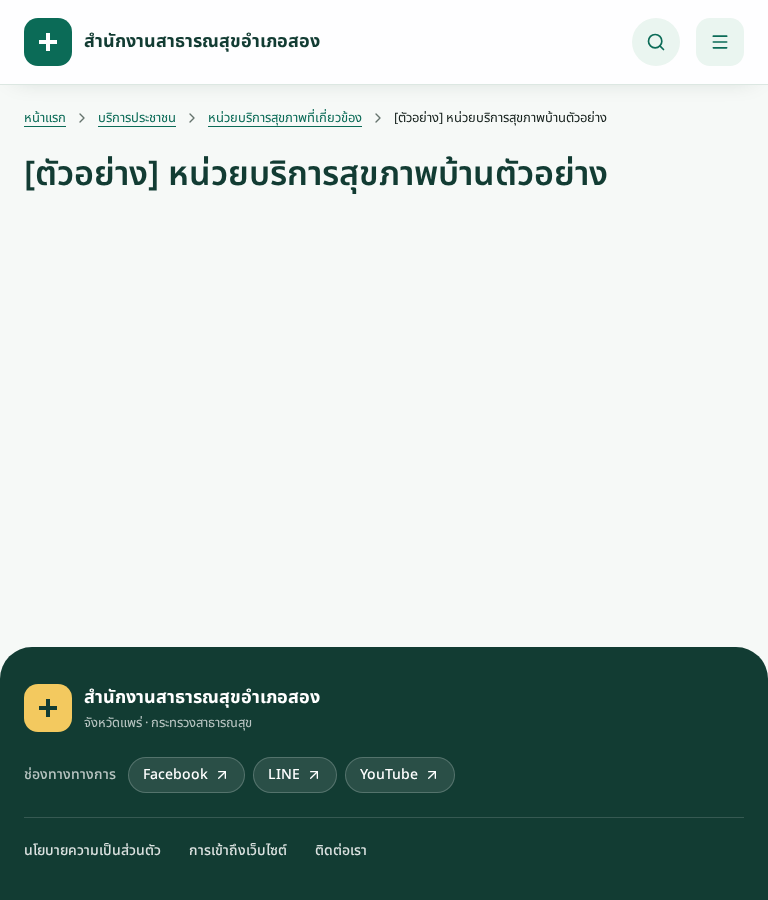 สำนักงานสาธารณสุขอำเภอสอง
หน้าแรก
บริการประชาชน
หน่วยบริการสุขภาพที่เกี่ยวข้อง
[ตัวอย่าง] หน่วยบริการสุขภาพบ้านตัวอย่าง
[ตัวอย่าง] หน่วยบริการสุขภาพบ้านตัวอย่าง
สำนักงานสาธารณสุขอำเภอสอง
จังหวัดแพร่ · กระทรวงสาธารณสุข
ช่องทางทางการ
Facebook
LINE
YouTube
นโยบายความเป็นส่วนตัว
การเข้าถึงเว็บไซต์
ติดต่อเรา